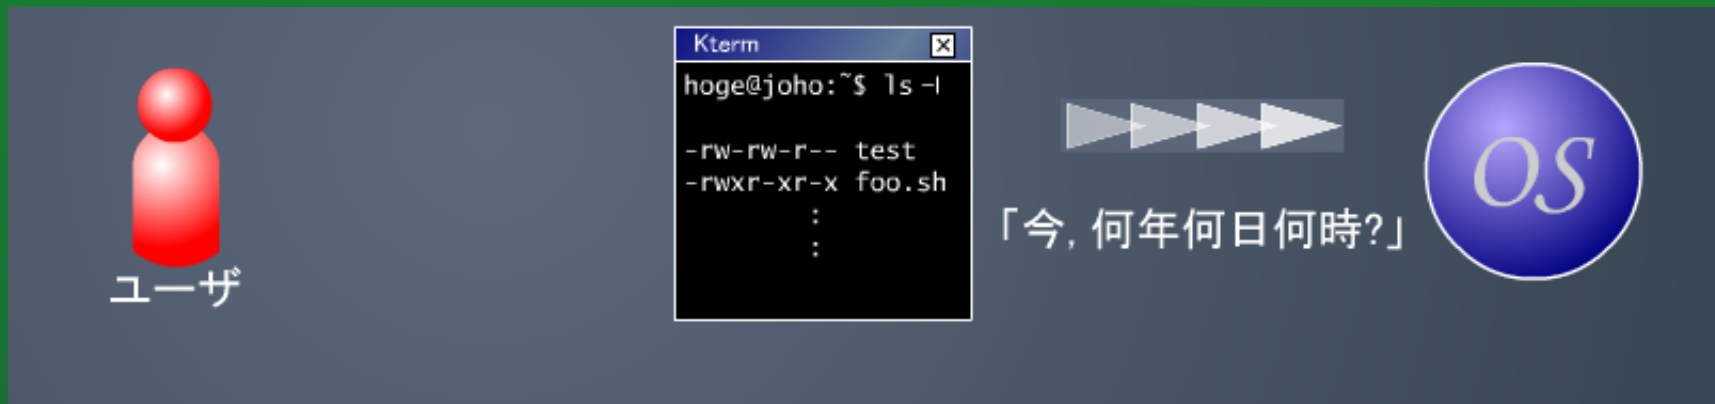 ユーザ
Kterm
hoge@joho:~$ ls -l
-rw-rw-r-- test
-rwxr-xr-x foo.sh
:
:
「今, 何年何日何時?」
OS